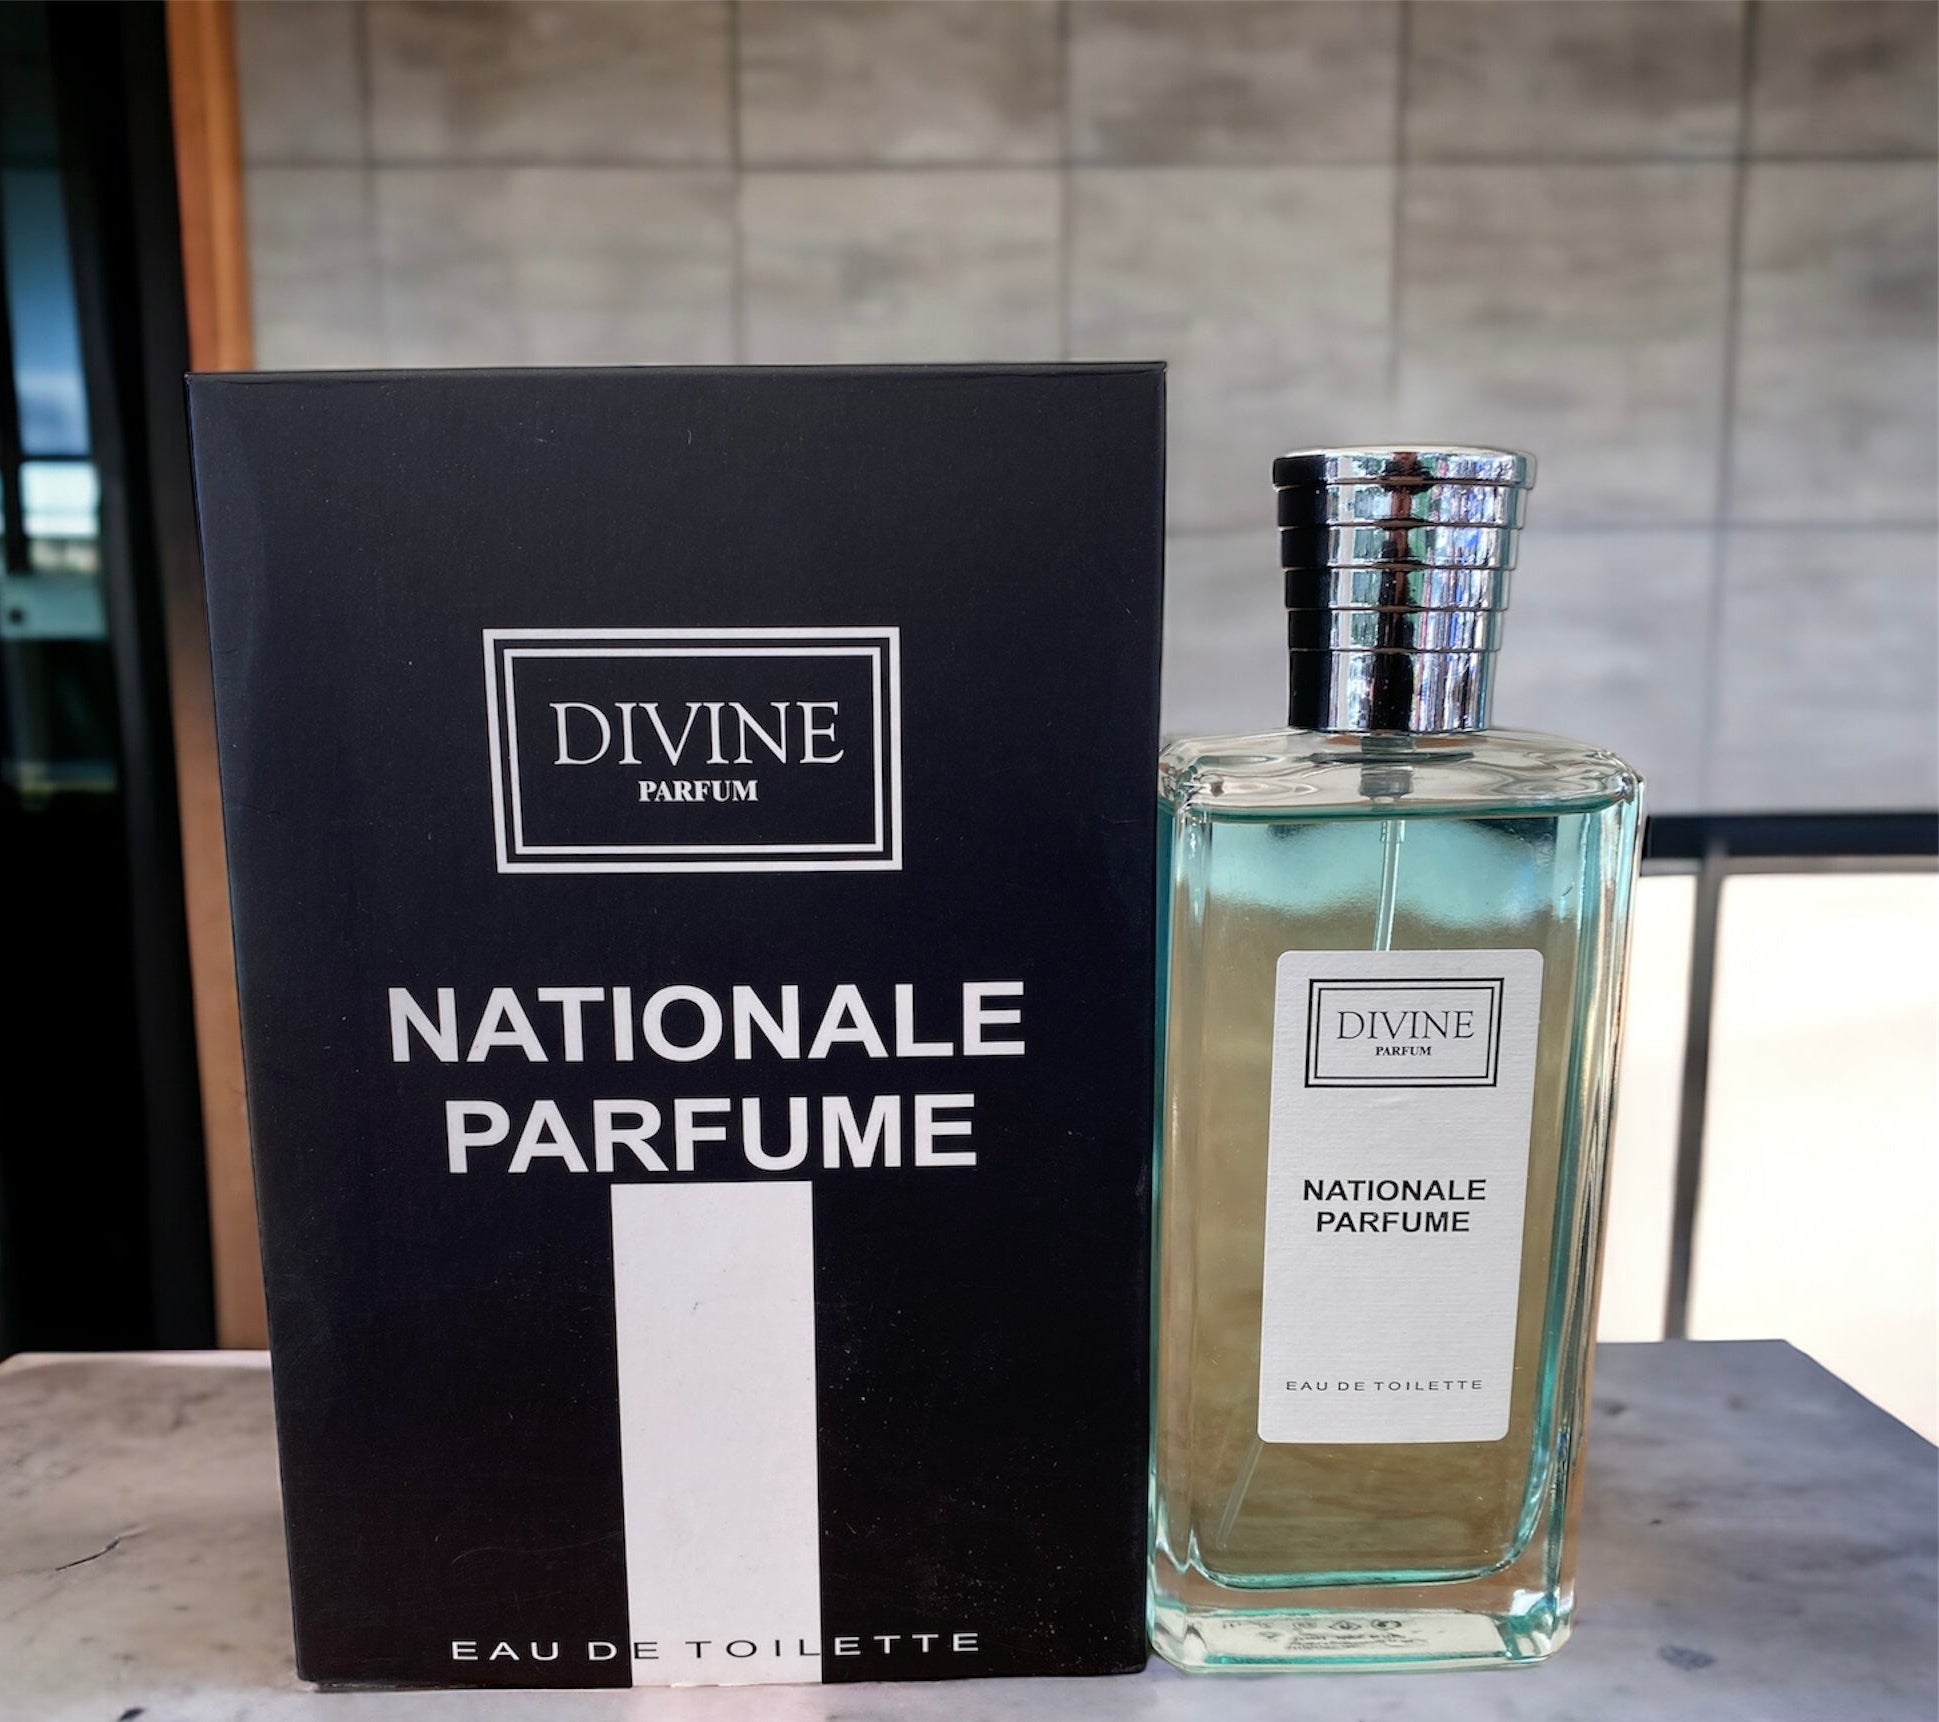 DIVINE
PARFUM
NATIONALE
PARFUME
EAU DE TOILETTE
DIVINE
PARFUM
NATIONALE
PARFUME
EAU DE TOILETTE